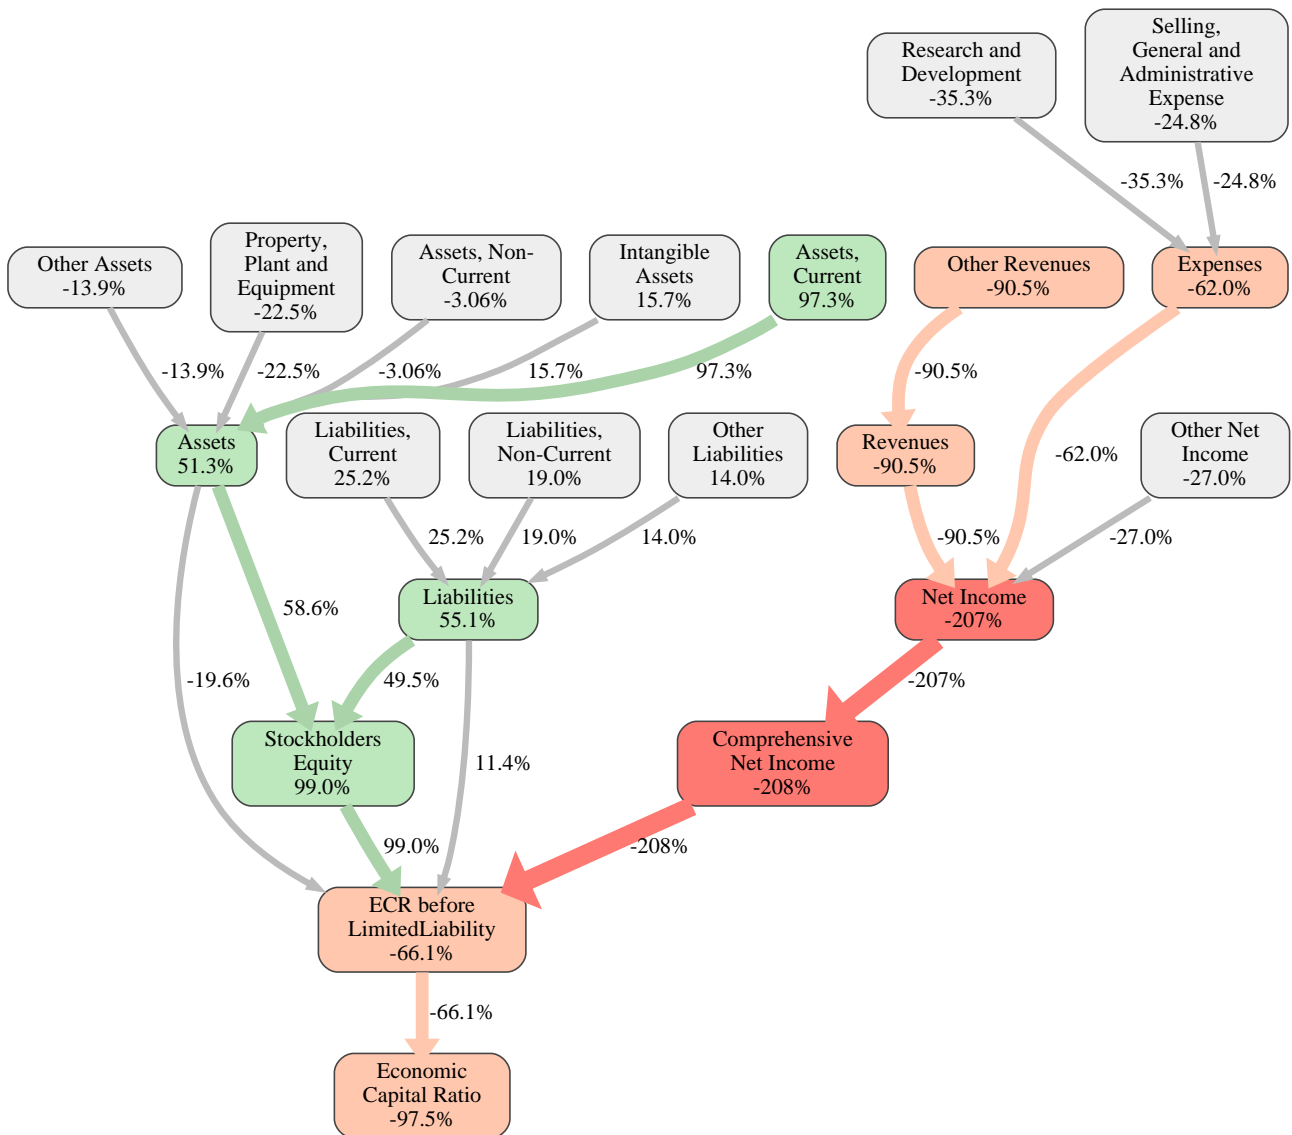 Research and
Development
-35.3%
Selling,
General and
Administrative
Expense
-24.8%
-35.3%
-24.8%
Other Assets
-13.9%
Property,
Plant and
Equipment
-22.5%
Assets, Non-
Current
-3.06%
Intangible
Assets
15.7%
Assets,
Current
97.3%
Other Revenues
-90.5%
Expenses
-62.0%
-13.9%
-22.5%
-3.06%
15.7%
97.3%
-90.5%
-62.0%
Assets
51.3%
Liabilities,
Current
25.2%
Liabilities,
Non-Current
19.0%
Other
Liabilities
14.0%
Revenues
-90.5%
Other Net
Income
-27.0%
25.2%
19.0%
14.0%
-90.5%
-27.0%
58.6%
Liabilities
55.1%
Net Income
-207%
-19.6%
49.5%
-207%
Stockholders
Equity
99.0%
11.4%
Comprehensive
Net Income
-208%
99.0%
-208%
ECR before
LimitedLiability
-66.1%
-66.1%
Economic
Capital Ratio
-97.5%